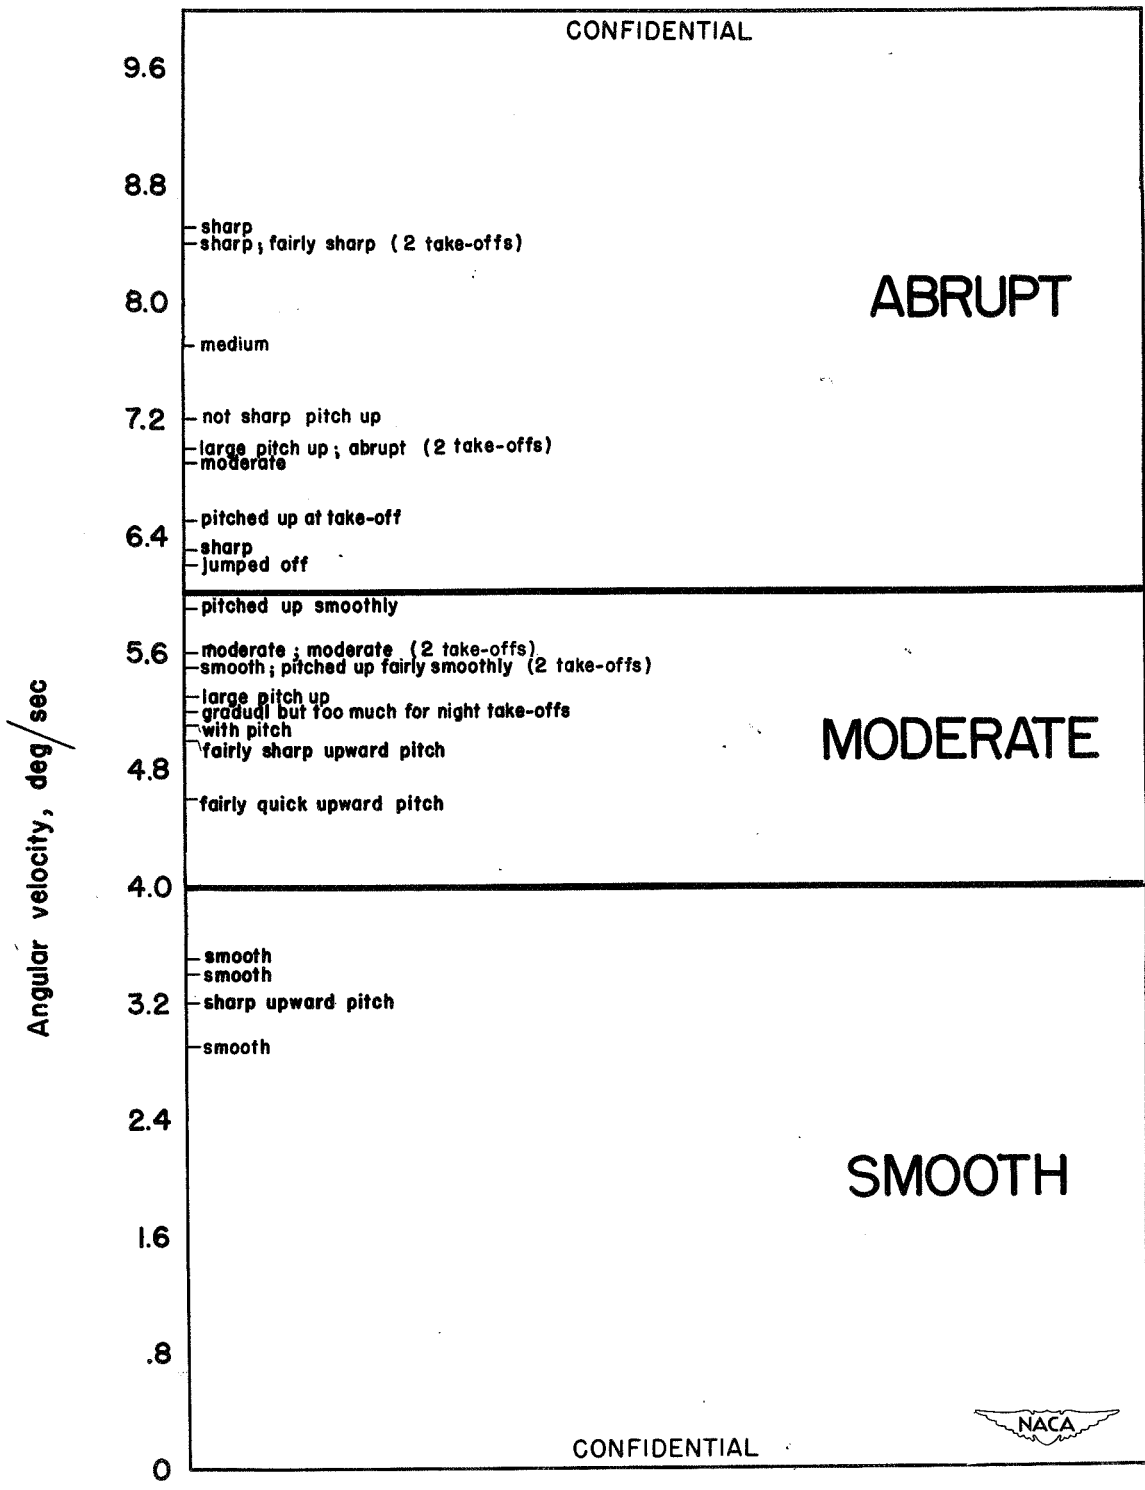 CONFIDENTIAL
9.6
8.8
sharp
sharp; fairly sharp (2 take-offs)
8.0
ABRUPT
medium
7.2
not sharp pitch up
large pitch up; abrupt (2 take-offs)
moderate
pitched up at take-off
6.4
sharp
jumped off
pitched up smoothly
5.6
moderate; moderate (2 take-offs)
smooth; pitched up fairly smoothly (2 take-offs)
large pitch up
gradual but too much for night take-offs
with pitch
MODERATE
fairly sharp upward pitch
4.8
fairly quick upward pitch
Angular velocity, deg/sec
4.0
smooth
smooth
3.2
sharp upward pitch
smooth
2.4
SMOOTH
1.6
.8
NACA
CONFIDENTIAL
0